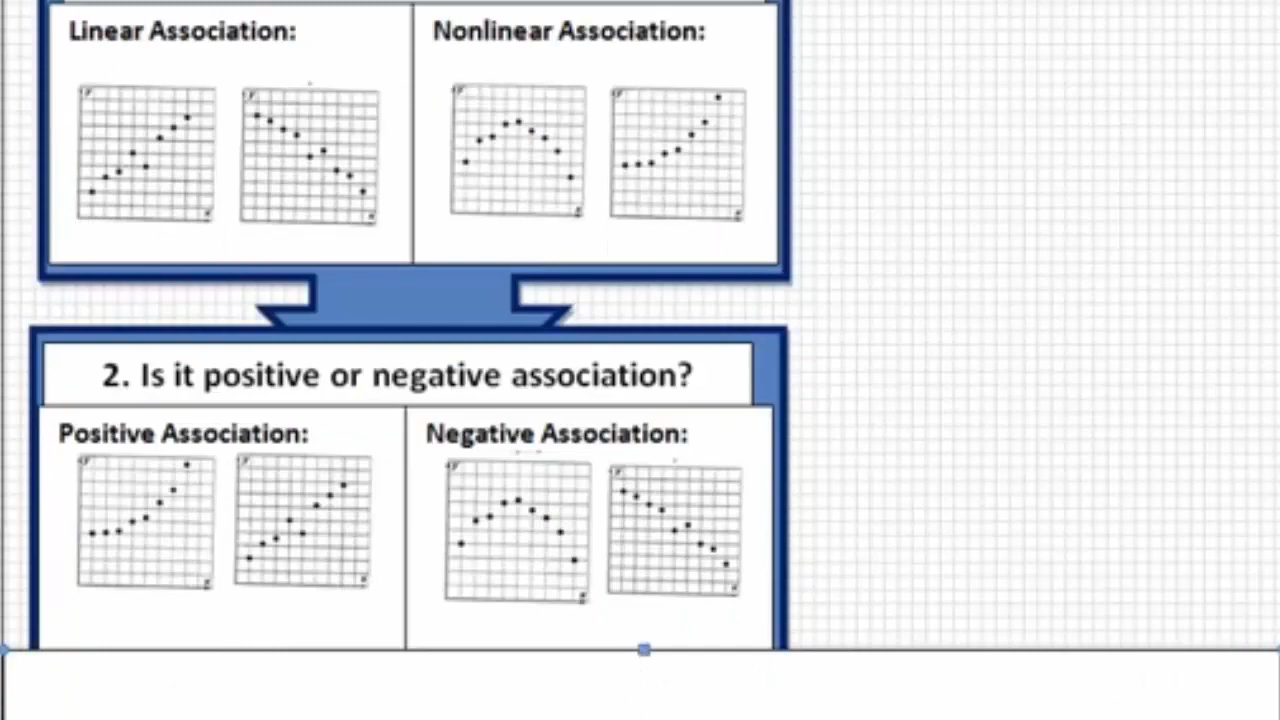 Linear Association:
Nonlinear Association:
y
x
y
x
y
x
y
x
2. Is it positive or negative association?
Positive Association:
Negative Association:
y
x
y
x
y
x
y
x